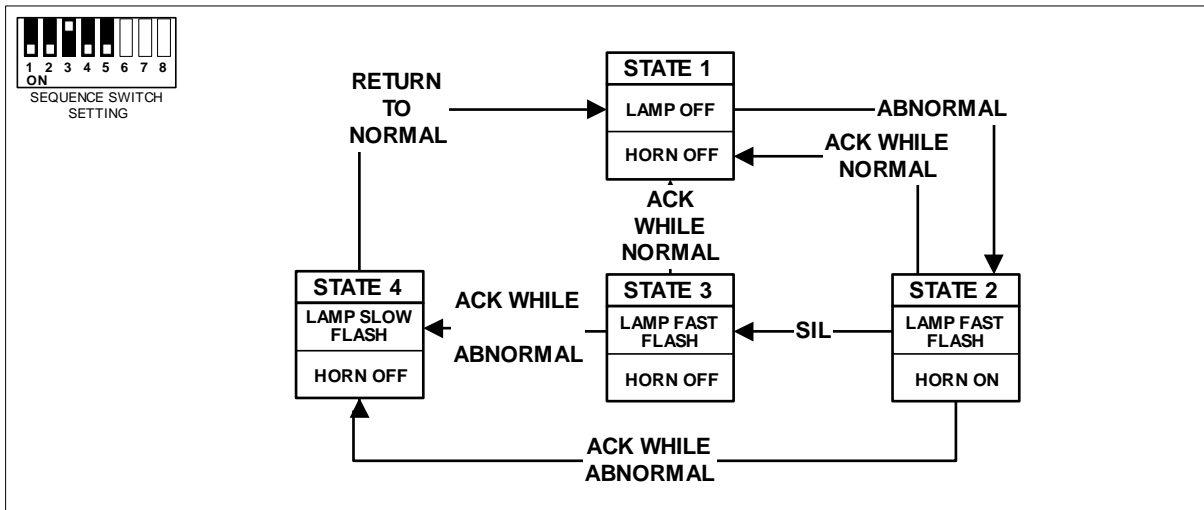 1 2 3 4 5 6 7 8
ON
SEQUENCE SWITCH
SETTING
RETURN
TO
NORMAL
STATE 1
LAMP OFF
HORN OFF
ABNORMAL
ACK WHILE
NORMAL
ACK
WHILE
NORMAL
STATE 4
LAMP SLOW
FLASH
HORN OFF
ACK WHILE
ABNORMAL
STATE 3
LAMP FAST
FLASH
HORN OFF
SIL
STATE 2
LAMP FAST
FLASH
HORN ON
ACK WHILE
ABNORMAL